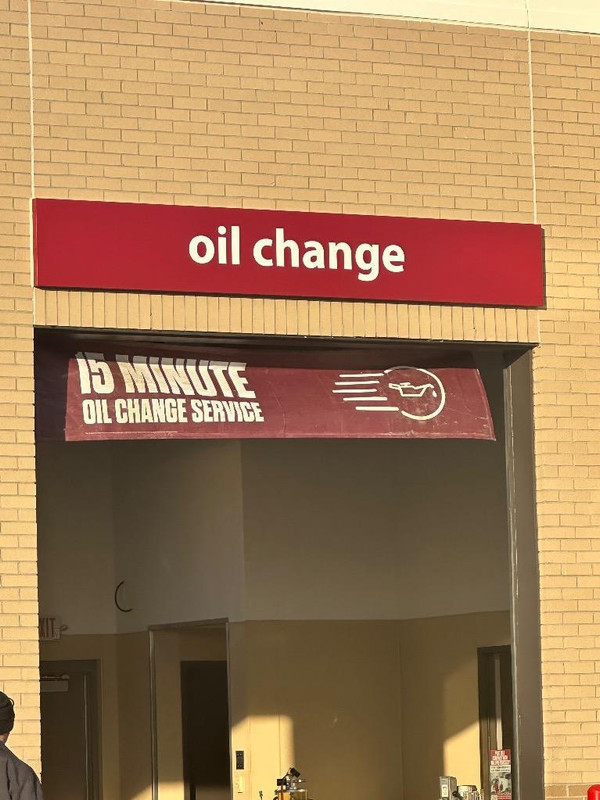 oil change
15 MINUTE
OIL CHANGE SERVICE